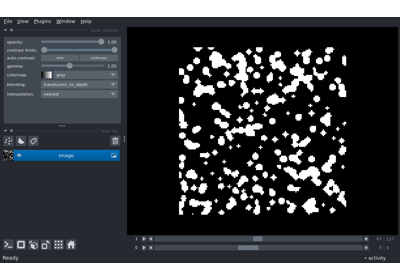 File View Plugins Window Help
opacity: 1.00
contrast limits:
auto-contrast: once continuous
gamma: 1.00
colormap: gray
blending: translucent_no_depth
interpolation: nearest
Image
1
0
Ready
activity